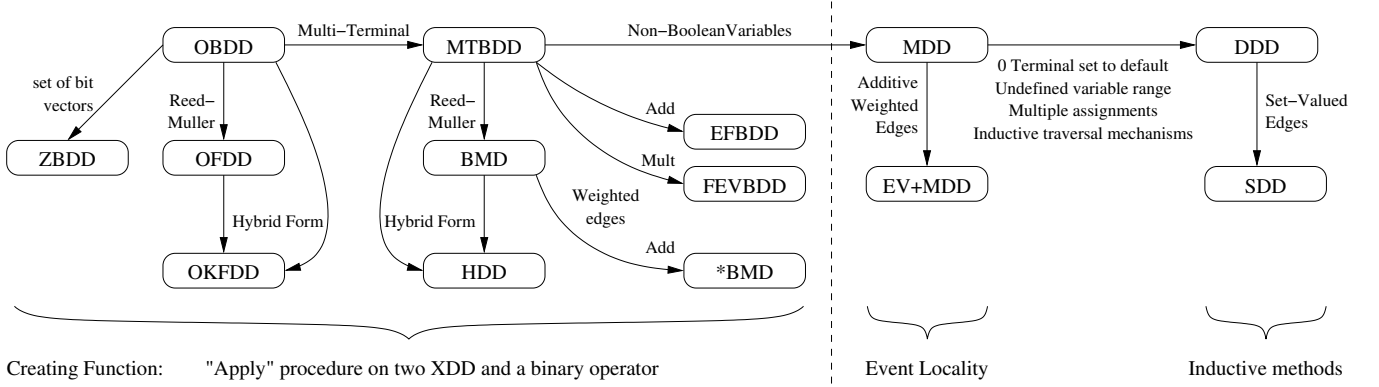 OBDD
Multi-Terminal
MTBDD
Non-BooleanVariables
MDD
0 Terminal set to default
Undefined variable range
Multiple assignments
Inductive traversal mechanisms
DDD
set of bit
vectors
Reed-
Muller
Reed-
Muller
Add
Mult
Additive
Weighted
Edges
Set-Valued
Edges
ZBDD
OFDD
BMD
EFBDD
FEVBDD
EV+MDD
SDD
Hybrid Form
Hybrid Form
Weighted
edges
Add
OKFDD
HDD
*BMD
Creating Function:
"Apply" procedure on two XDD and a binary operator
Event Locality
Inductive methods